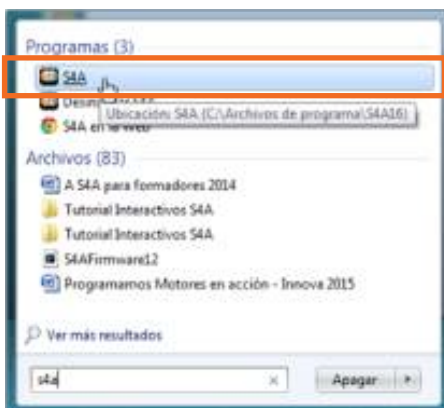 Programas (3)
S4A
Ubicación: S4A (C:\Archivos de programa\S4A16)
S4A en la Web
Archivos (83)
A S4A para formadores 2014
Tutorial Interactivos S4A
Tutorial Interactivos S4A
S4AFirmware12
Programamos Motores en acción - Innova 2015
Ver más resultados
s4a
Apagar